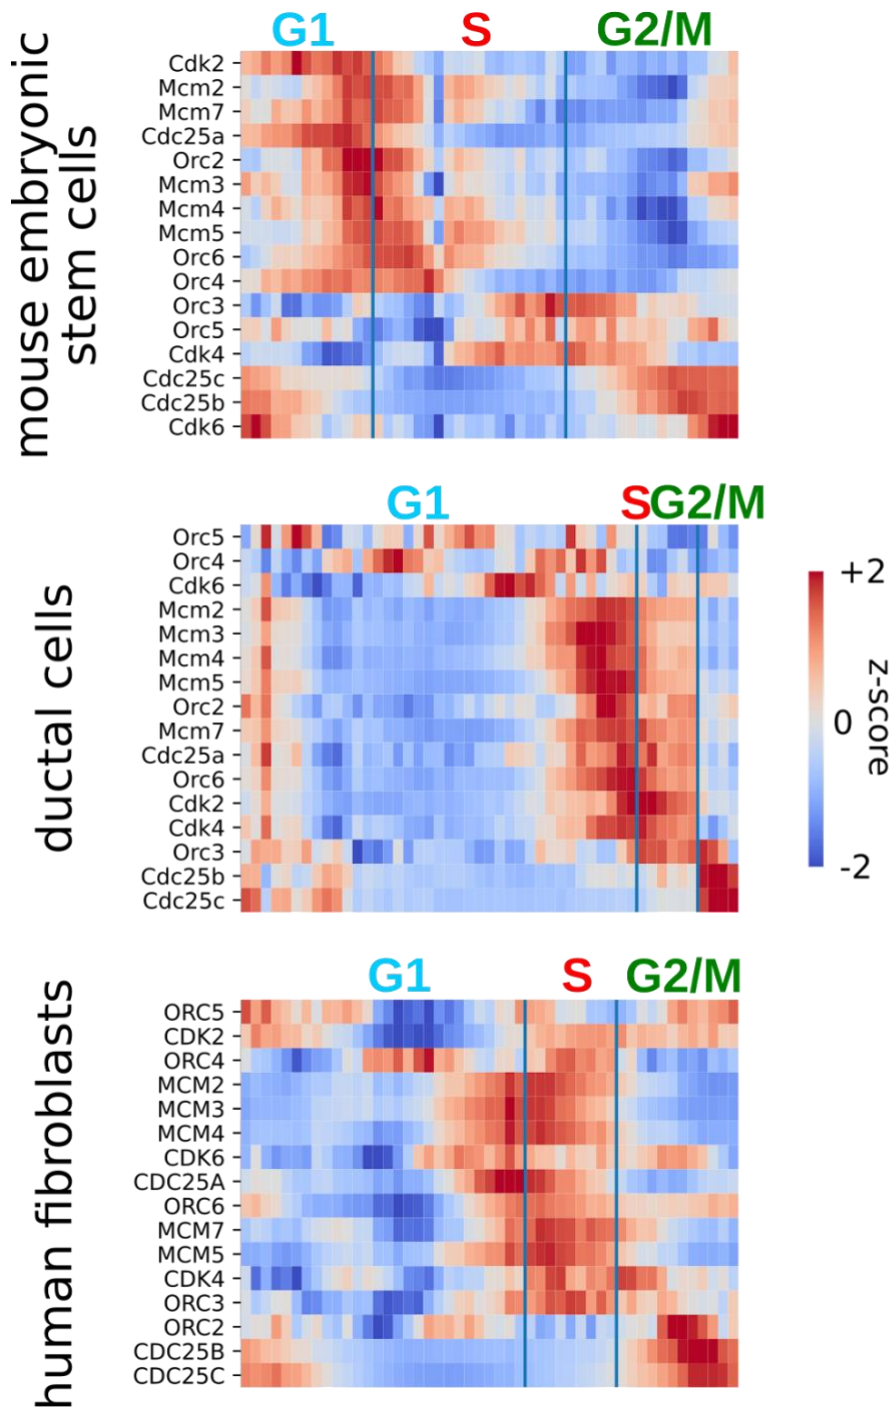 G1 S G2/M
mouse embryonic
stem cells
Cdk2
Mcm2
Mcm7
Cdc25a
Orc2
Mcm3
Mcm4
Mcm5
Orc6
Orc4
Orc3
Orc5
Cdk4
Cdc25c
Cdc25b
Cdk6
G1 S G2/M
ductal cells
Orc5
Orc4
Cdk6
Mcm2
Mcm3
Mcm4
Mcm5
Orc2
Mcm7
Cdc25a
Orc6
Cdk2
Cdk4
Orc3
Cdc25b
Cdc25c
+2
0
-2
z-score
G1 S G2/M
human fibroblasts
ORC5
CDK2
ORC4
MCM2
MCM3
MCM4
CDK6
CDC25A
ORC6
MCM7
MCM5
CDK4
ORC3
ORC2
CDC25B
CDC25C